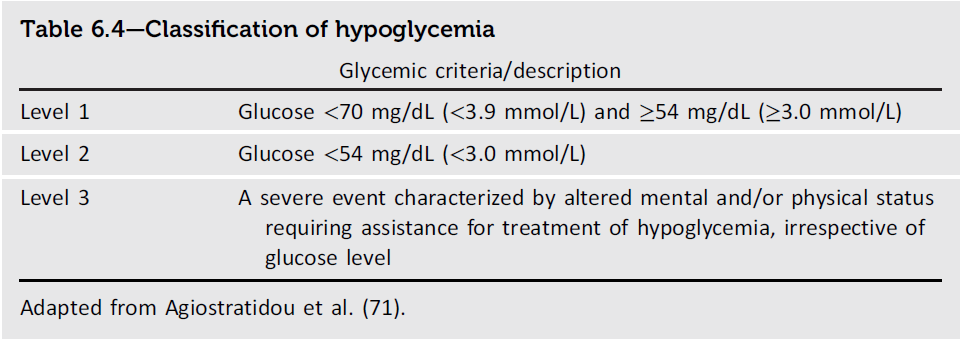 Table 6.4—Classification of hypoglycemia
Glycemic criteria/description
Level 1 Glucose <70 mg/dL (<3.9 mmol/L) and ≥54 mg/dL (≥3.0 mmol/L)
Level 2 Glucose <54 mg/dL (<3.0 mmol/L)
Level 3 A severe event characterized by altered mental and/or physical status
requiring assistance for treatment of hypoglycemia, irrespective of
glucose level
Adapted from Agiostratidou et al. (71).